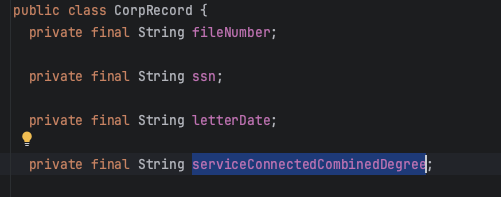 public class CorpRecord {
private final String fileNumber;
private final String ssn;
private final String letterDate;
private final String serviceConnectedCombinedDegree;